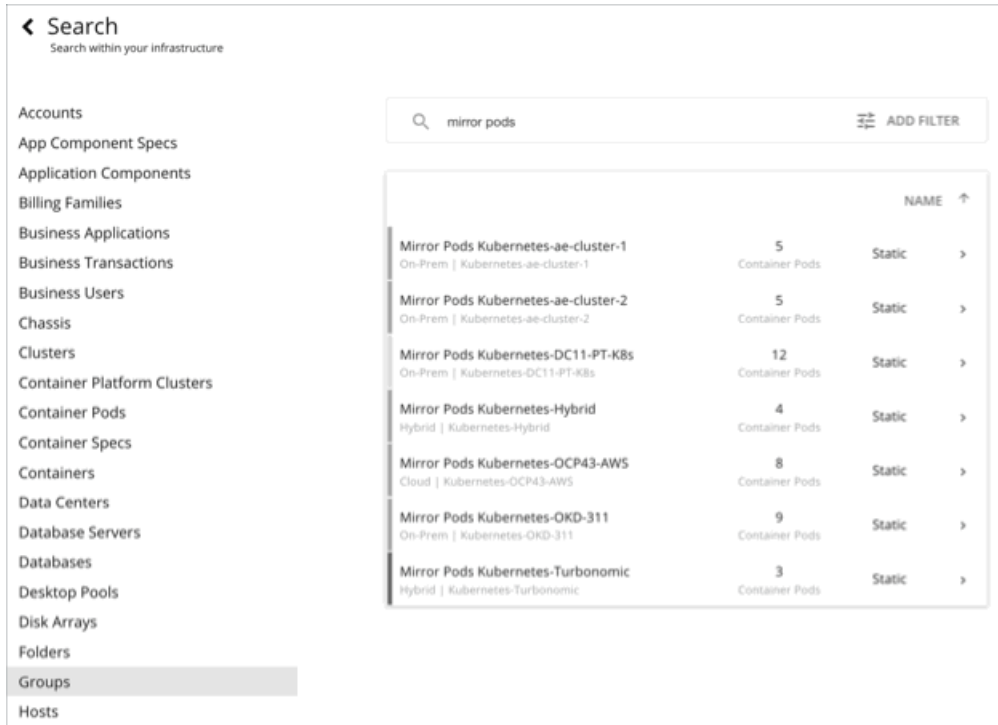 Search
Search within your infrastructure
Accounts
App Component Specs
Application Components
Billing Families
Business Applications
Business Transactions
Business Users
Chassis
Clusters
Container Platform Clusters
Container Pods
Container Specs
Containers
Data Centers
Database Servers
Databases
Desktop Pools
Disk Arrays
Folders
Groups
Hosts
mirror pods ADD FILTER
NAME
Mirror Pods Kubernetes-ae-cluster-1 5 Static
On-Prem | Kubernetes-ae-cluster-1 Container Pods
Mirror Pods Kubernetes-ae-cluster-2 5 Static
On-Prem | Kubernetes-ae-cluster-2 Container Pods
Mirror Pods Kubernetes-DC11-PT-K8s 12 Static
On-Prem | Kubernetes-DC11-PT-K8s Container Pods
Mirror Pods Kubernetes-Hybrid 4 Static
Hybrid | Kubernetes-Hybrid Container Pods
Mirror Pods Kubernetes-OCP43-AWS 8 Static
Cloud | Kubernetes-OCP43-AWS Container Pods
Mirror Pods Kubernetes-OKD-311 9 Static
On-Prem | Kubernetes-OKD-311 Container Pods
Mirror Pods Kubernetes-Turbonomic 3 Static
Hybrid | Kubernetes-Turbonomic Container Pods